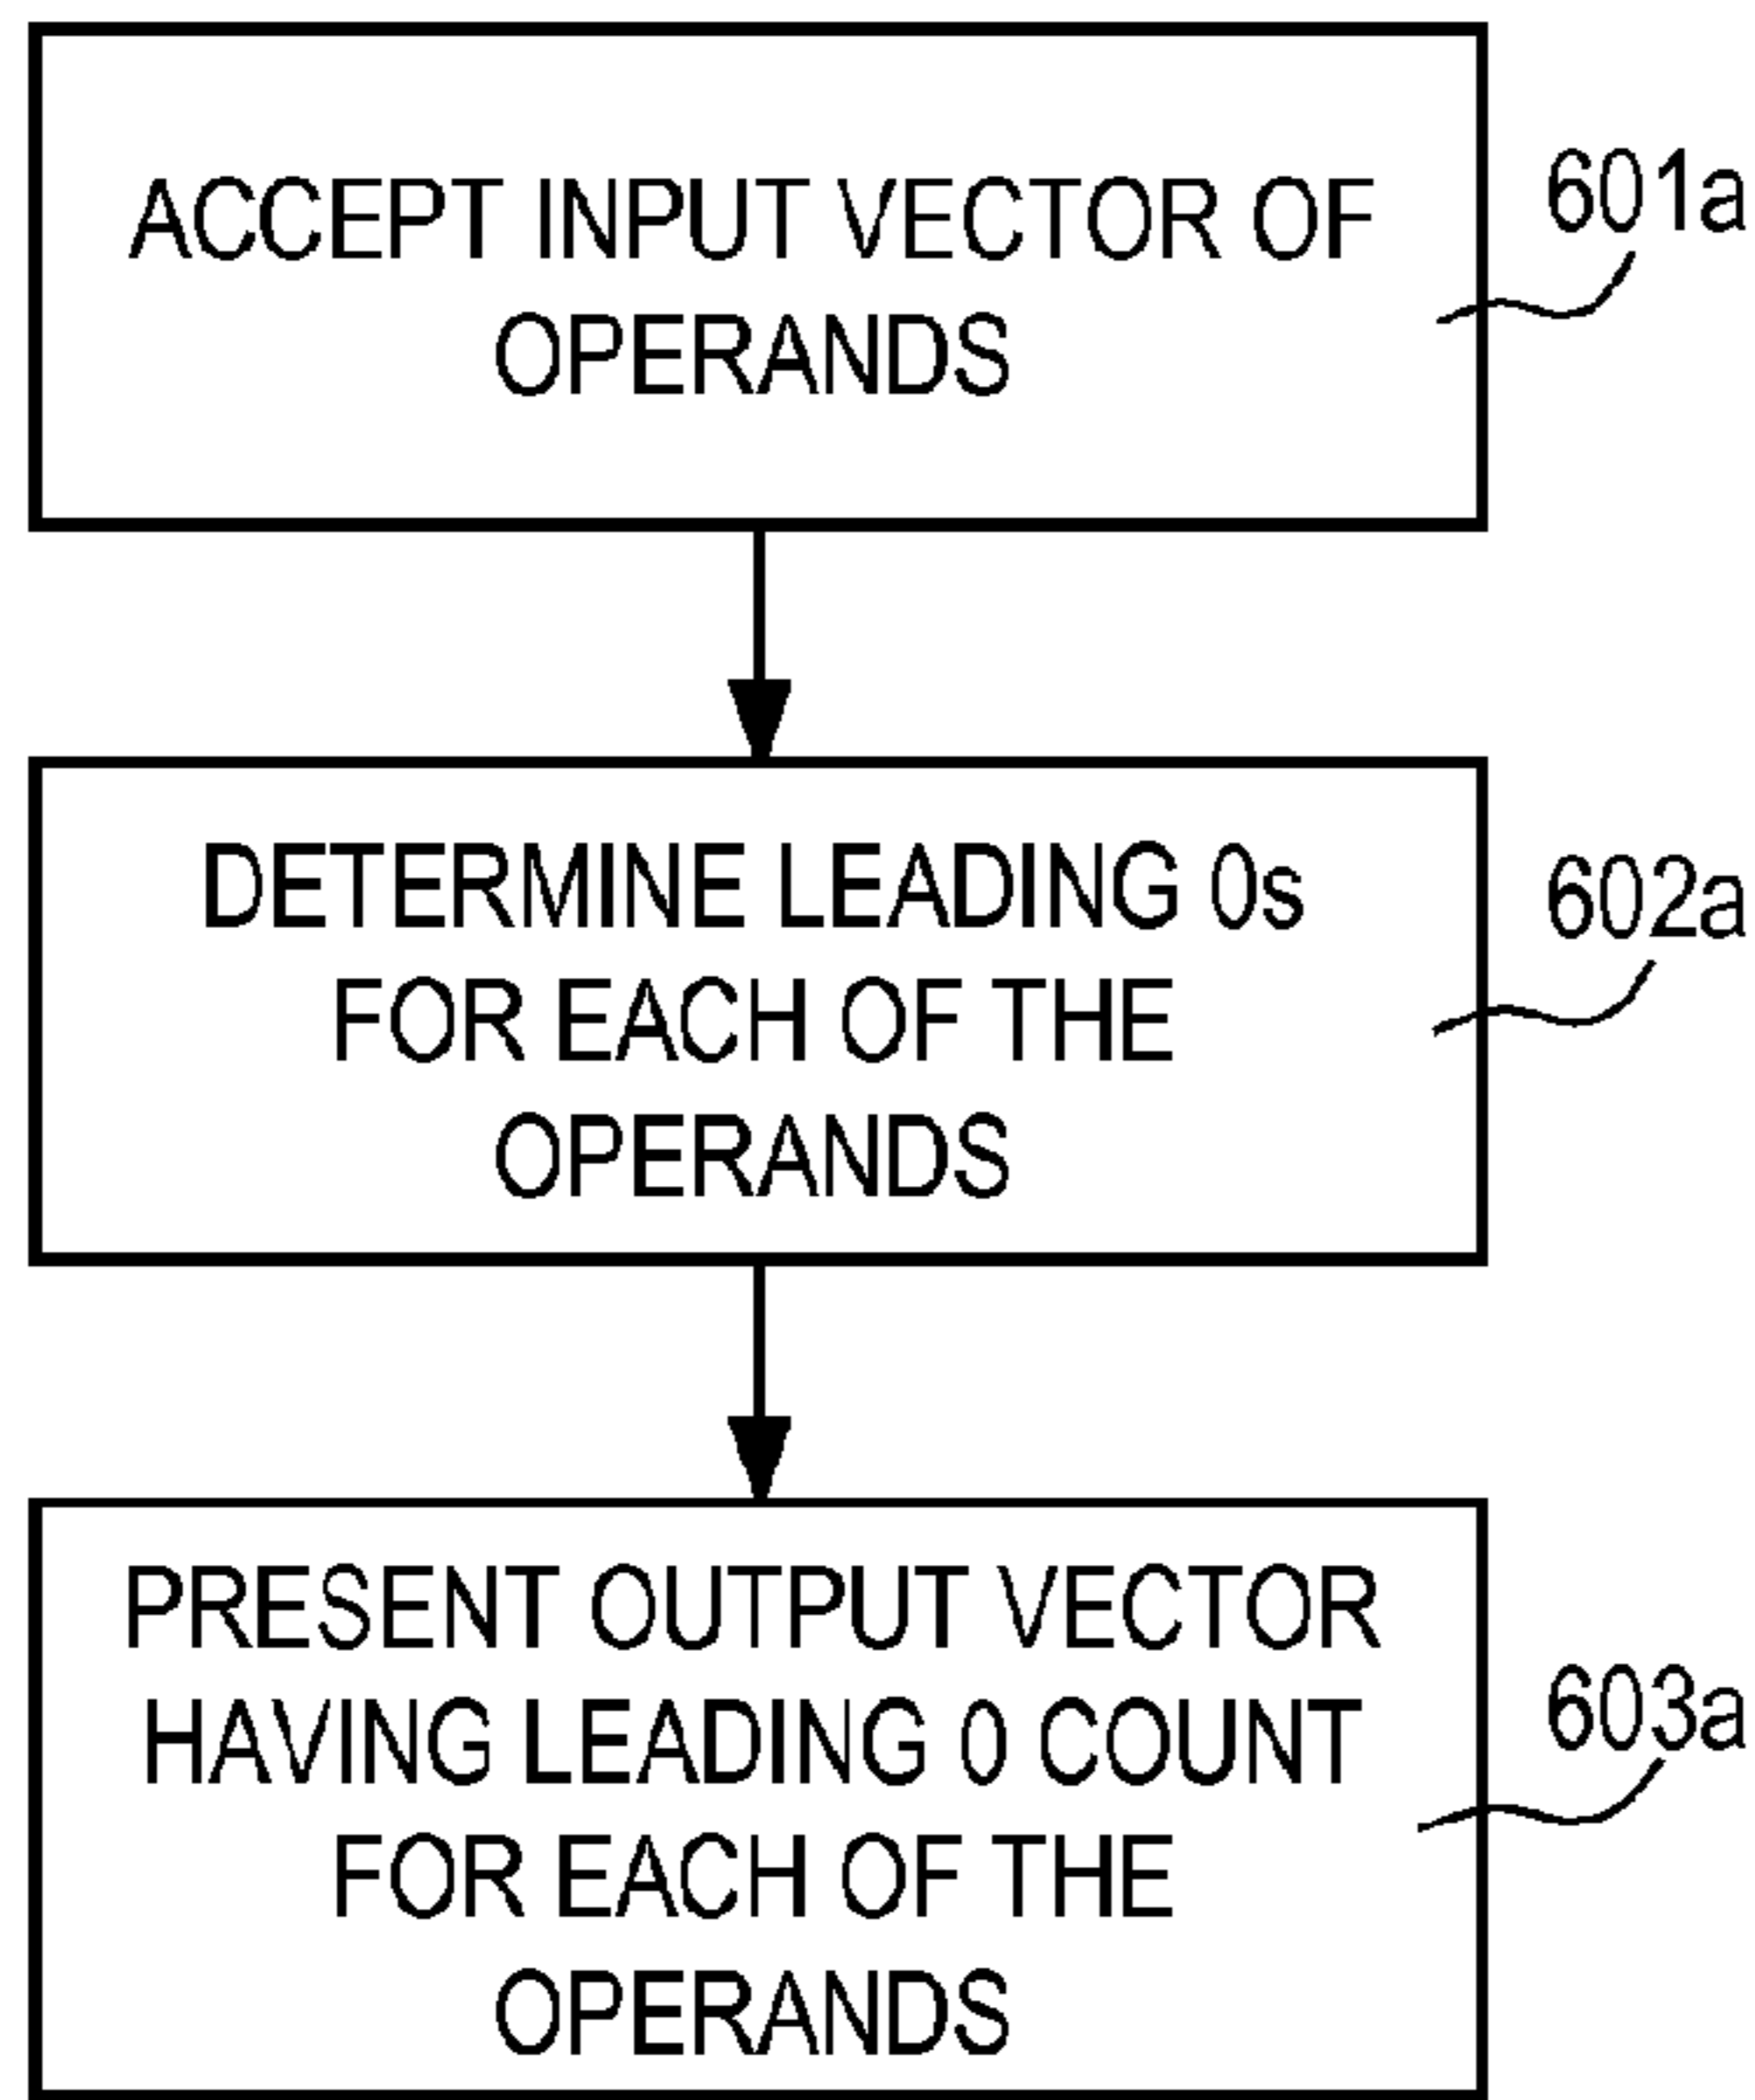 ACCEPT INPUT VECTOR OF
OPERANDS
601a
DETERMINE LEADING 0s
FOR EACH OF THE
OPERANDS
602a
PRESENT OUTPUT VECTOR
HAVING LEADING 0 COUNT
FOR EACH OF THE
OPERANDS
603a